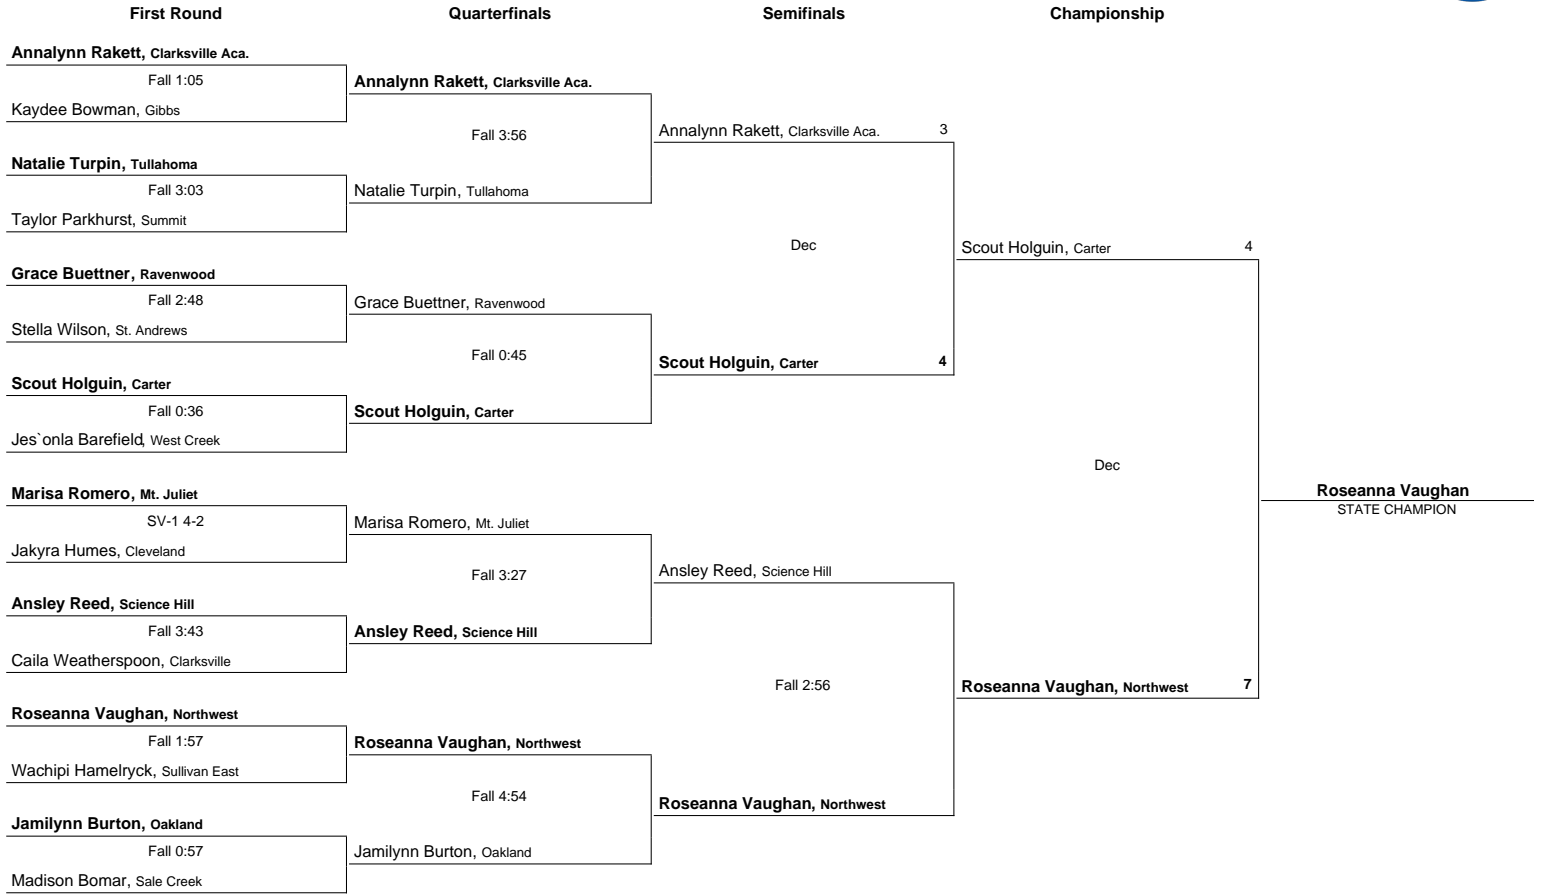 First Round Quarterfinals Semifinals Championship
Annalynn Rakett, Clarksville Aca.
Fall 1:05
Kaydee Bowman, Gibbs
Natalie Turpin, Tullahoma
Fall 3:03
Taylor Parkhurst, Summit
Grace Buettner, Ravenwood
Fall 2:48
Stella Wilson, St. Andrews
Scout Holguin, Carter
Fall 0:36
Jes`onla Barefield, West Creek
Marisa Romero, Mt. Juliet
SV-1 4-2
Jakyra Humes, Cleveland
Ansley Reed, Science Hill
Fall 3:43
Caila Weatherspoon, Clarksville
Roseanna Vaughan, Northwest
Fall 1:57
Wachipi Hamelryck, Sullivan East
Jamilynn Burton, Oakland
Fall 0:57
Madison Bomar, Sale Creek
Annalynn Rakett, Clarksville Aca.
Fall 3:56
Natalie Turpin, Tullahoma
Grace Buettner, Ravenwood
Fall 0:45
Scout Holguin, Carter
Marisa Romero, Mt. Juliet
Fall 3:27
Ansley Reed, Science Hill
Roseanna Vaughan, Northwest
Fall 4:54
Jamilynn Burton, Oakland
Annalynn Rakett, Clarksville Aca. 3
Dec
Scout Holguin, Carter 4
Ansley Reed, Science Hill
Fall 2:56
Roseanna Vaughan, Northwest
Scout Holguin, Carter 4
Dec
Roseanna Vaughan, Northwest 7
Roseanna Vaughan
STATE CHAMPION